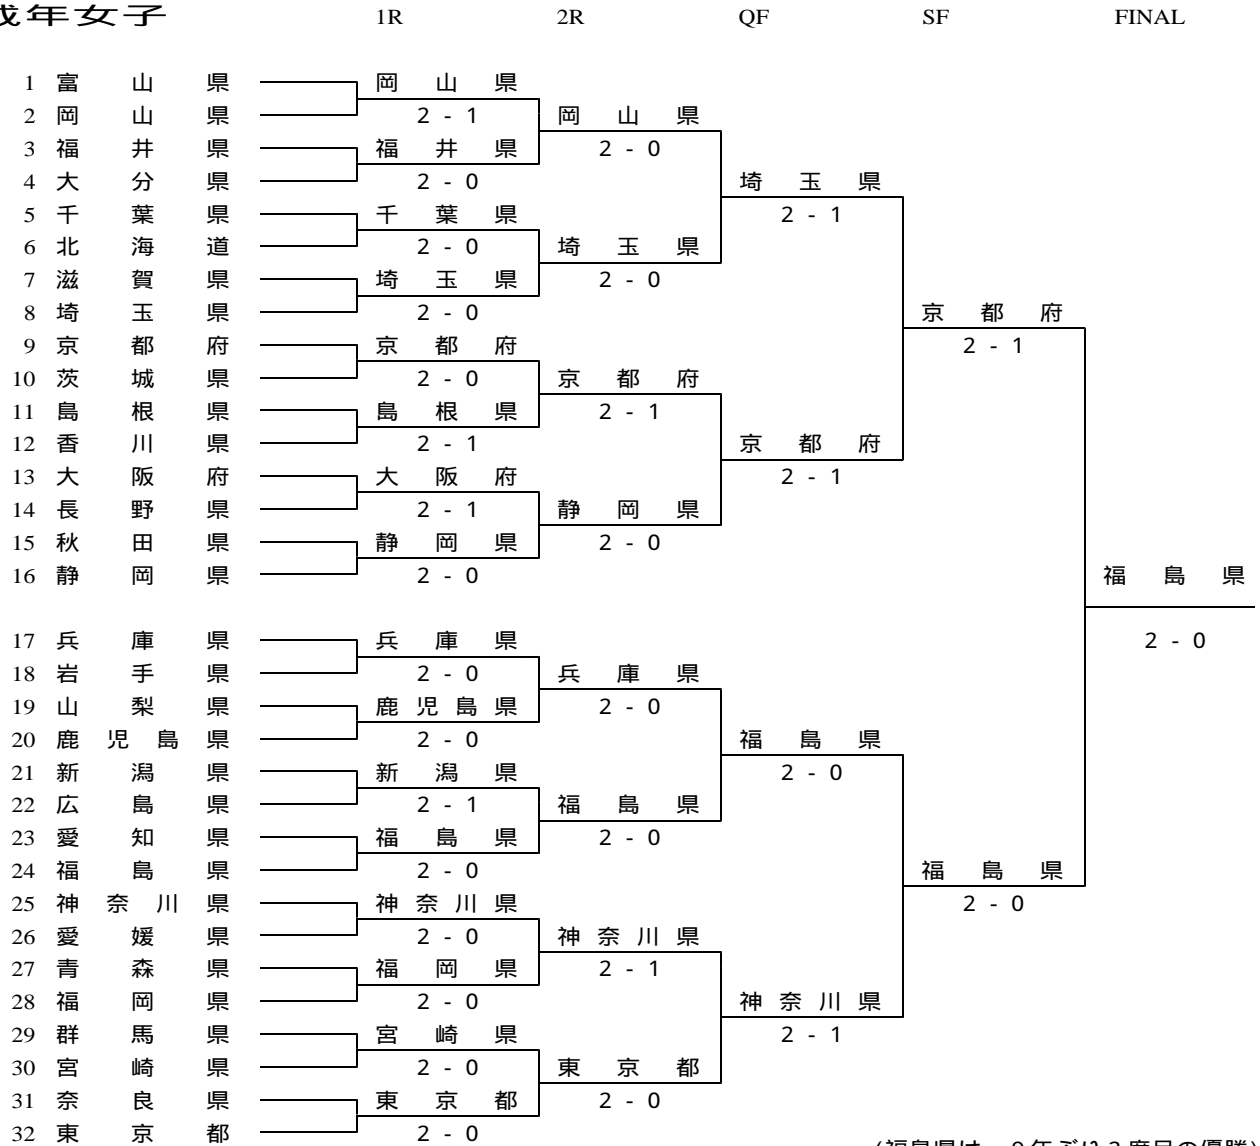 成年女子 1R 2R QF SF FINAL
1 富山県 岡山県
2 岡山県 2 - 1 岡山県
3 福井県 福井県 2 - 0
4 大分県 2 - 0 埼玉県
5 千葉県 千葉県 2 - 1
6 北海道 2 - 0 埼玉県
7 滋賀県 埼玉県 2 - 0
8 埼玉県 2 - 0 京都府
9 京都府 京都府 2 - 1
10 茨城県 2 - 0 京都府
11 島根県 島根県 2 - 1
12 香川県 2 - 1 京都府
13 大阪府 大阪府 2 - 1
14 長野県 2 - 1 静岡県
15 秋田県 静岡県 2 - 0
16 静岡県 2 - 0 福島県
17 兵庫県 兵庫県 2 - 0
18 岩手県 2 - 0 兵庫県
19 山梨県 鹿児島県 2 - 0
20 鹿児島県 2 - 0 福島県
21 新潟県 新潟県 2 - 0
22 広島県 2 - 1 福島県
23 愛知県 福島県 2 - 0
24 福島県 2 - 0 福島県
25 神奈川県 神奈川県 2 - 0
26 愛媛県 2 - 0 神奈川県
27 青森県 福岡県 2 - 1
28 福岡県 2 - 0 神奈川県
29 群馬県 宮崎県 2 - 1
30 宮崎県 2 - 0 東京都
31 奈良県 東京都 2 - 0
32 東京都 2 - 0